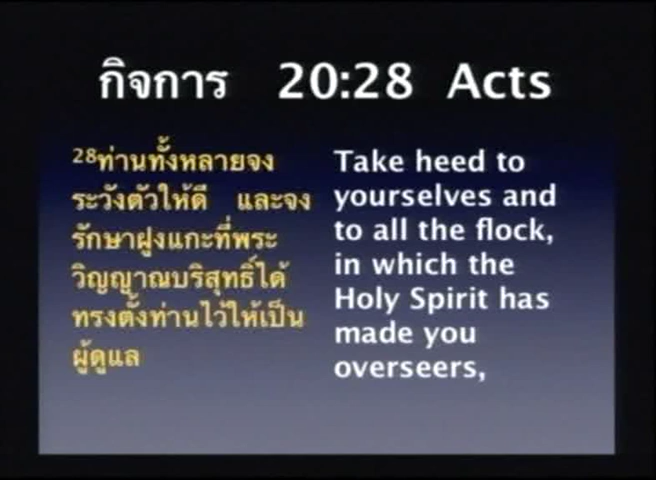 กิจการ 20:28 Acts
²⁸ท่านทั้งหลายจง
ระวังตัวให้ดี และจง
รักษาฝูงแกะที่พระ
วิญญาณบริสุทธิ์ได้
ทรงตั้งท่านไว้ให้เป็น
ผู้ดูแล
Take heed to
yourselves and
to all the flock,
in which the
Holy Spirit has
made you
overseers,